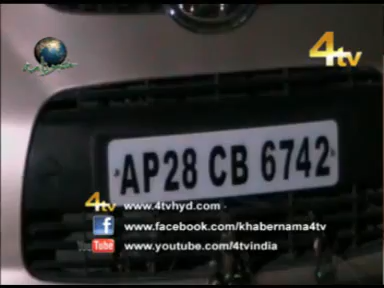 4tv
AP28 CB 6742
4tv www.4tvhyd.com
f www.facebook.com/khabernama4tv
You Tube www.youtube.com/4tvindia